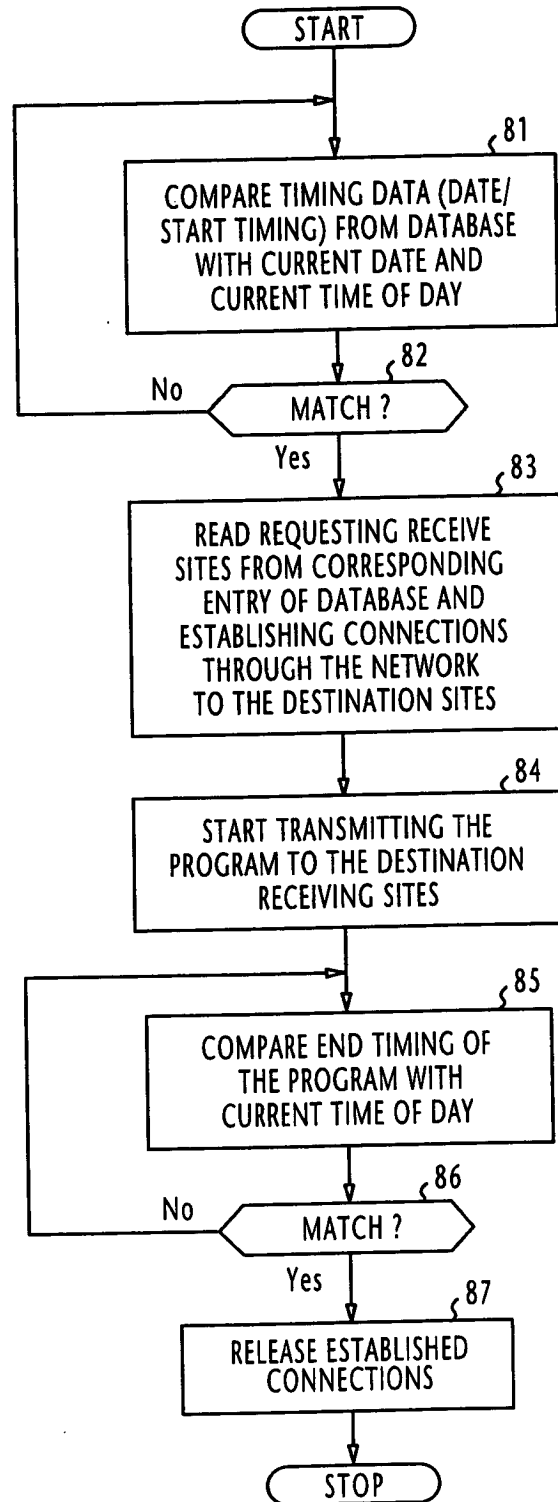 START
81
COMPARE TIMING DATA (DATE/
START TIMING) FROM DATABASE
WITH CURRENT DATE AND
CURRENT TIME OF DAY
82
No
MATCH ?
Yes
83
READ REQUESTING RECEIVE
SITES FROM CORRESPONDING
ENTRY OF DATABASE AND
ESTABLISHING CONNECTIONS
THROUGH THE NETWORK
TO THE DESTINATION SITES
84
START TRANSMITTING THE
PROGRAM TO THE DESTINATION
RECEIVING SITES
85
COMPARE END TIMING OF
THE PROGRAM WITH
CURRENT TIME OF DAY
86
No
MATCH ?
Yes
87
RELEASE ESTABLISHED
CONNECTIONS
STOP